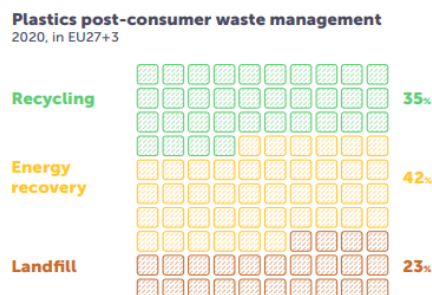 Plastics post-consumer waste management
2020, in EU27+3
Recycling
35%
Energy
recovery
42%
Landfill
23%